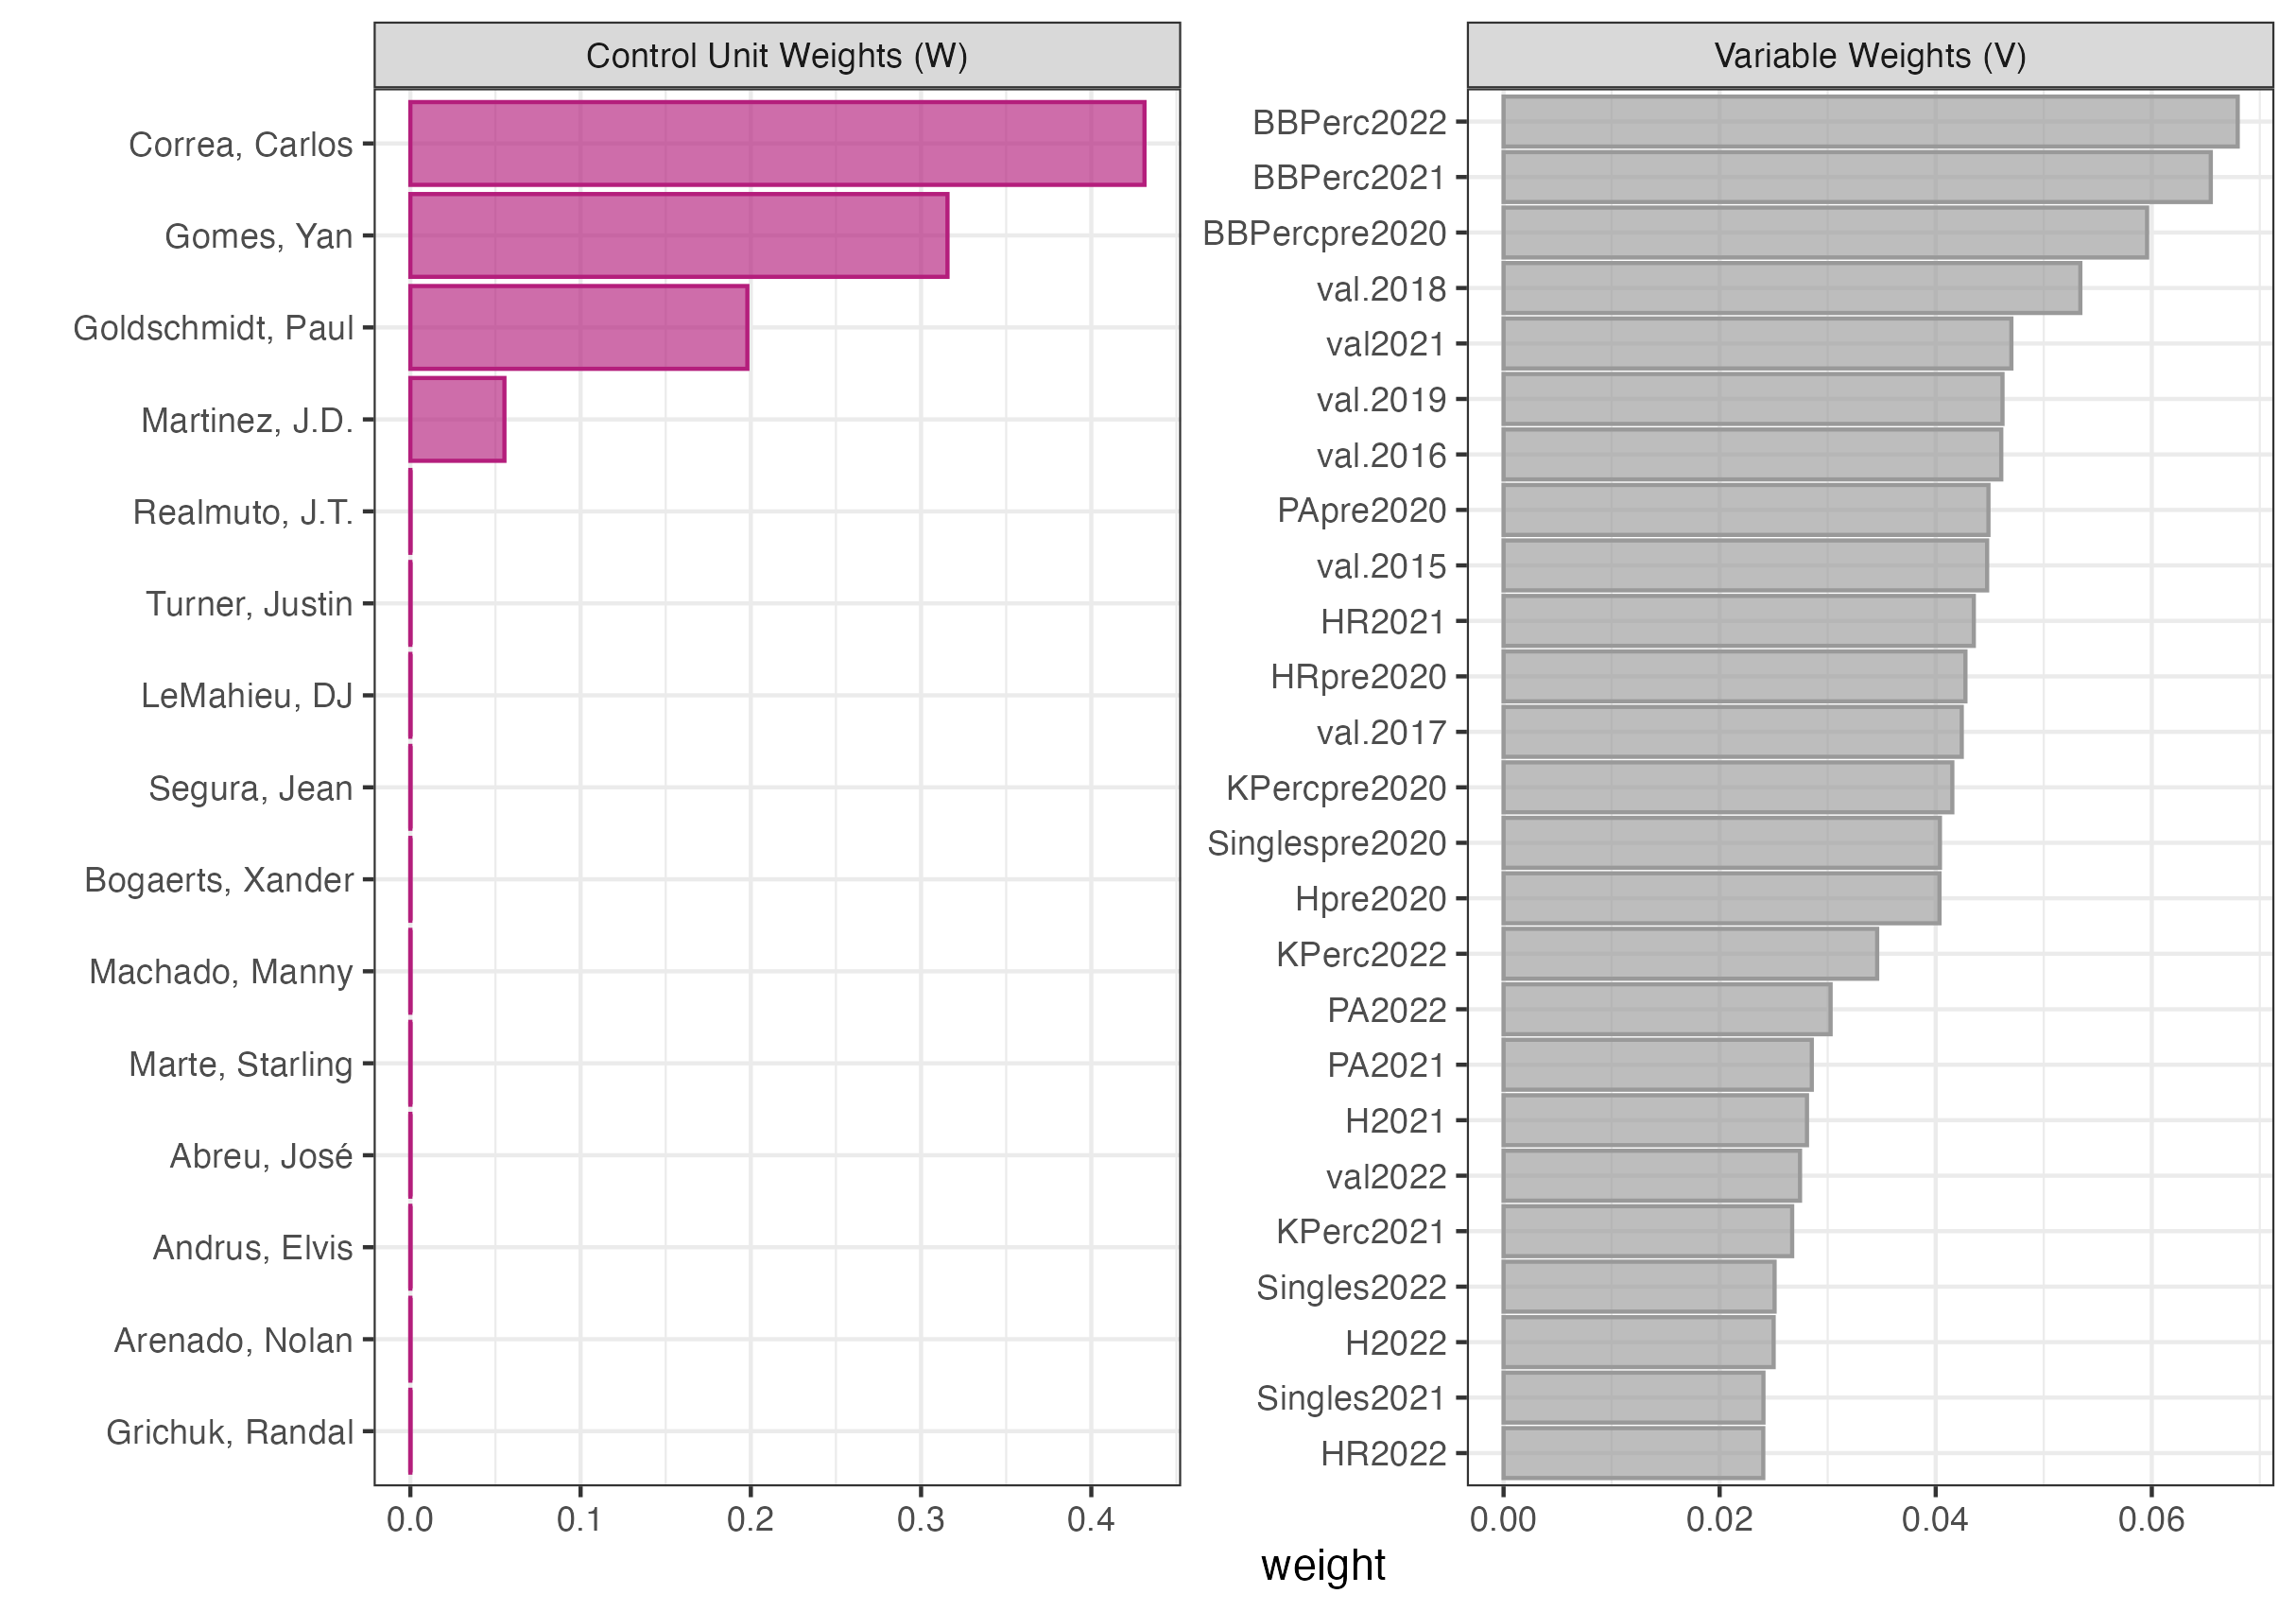 Control Unit Weights (W)
Correa, Carlos
Gomes, Yan
Goldschmidt, Paul
Martinez, J.D.
Realmuto, J.T.
Turner, Justin
LeMahieu, DJ
Segura, Jean
Bogaerts, Xander
Machado, Manny
Marte, Starling
Abreu, José
Andrus, Elvis
Arenado, Nolan
Grichuk, Randal
0.0 0.1 0.2 0.3 0.4
Variable Weights (V)
BBPerc2022
BBPerc2021
BBPercpre2020
val.2018
val2021
val.2019
val.2016
PApre2020
val.2015
HR2021
HRpre2020
val.2017
KPercpre2020
Singlespre2020
Hpre2020
KPerc2022
PA2022
PA2021
H2021
val2022
KPerc2021
Singles2022
H2022
Singles2021
HR2022
0.00 0.02 0.04 0.06
weight